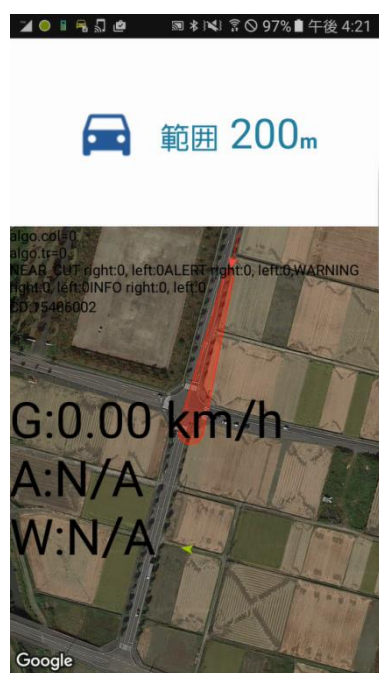 97% 午後 4:21
範囲 200m
algo.col=0
algo.tr=0
NEAR_CUT right:0, left:0ALERT right:0, left:0,WARNING
right:0, left:0INFO right:0, left:0
CD:15486002
G:0.00 km/h
A:N/A
W:N/A
Google